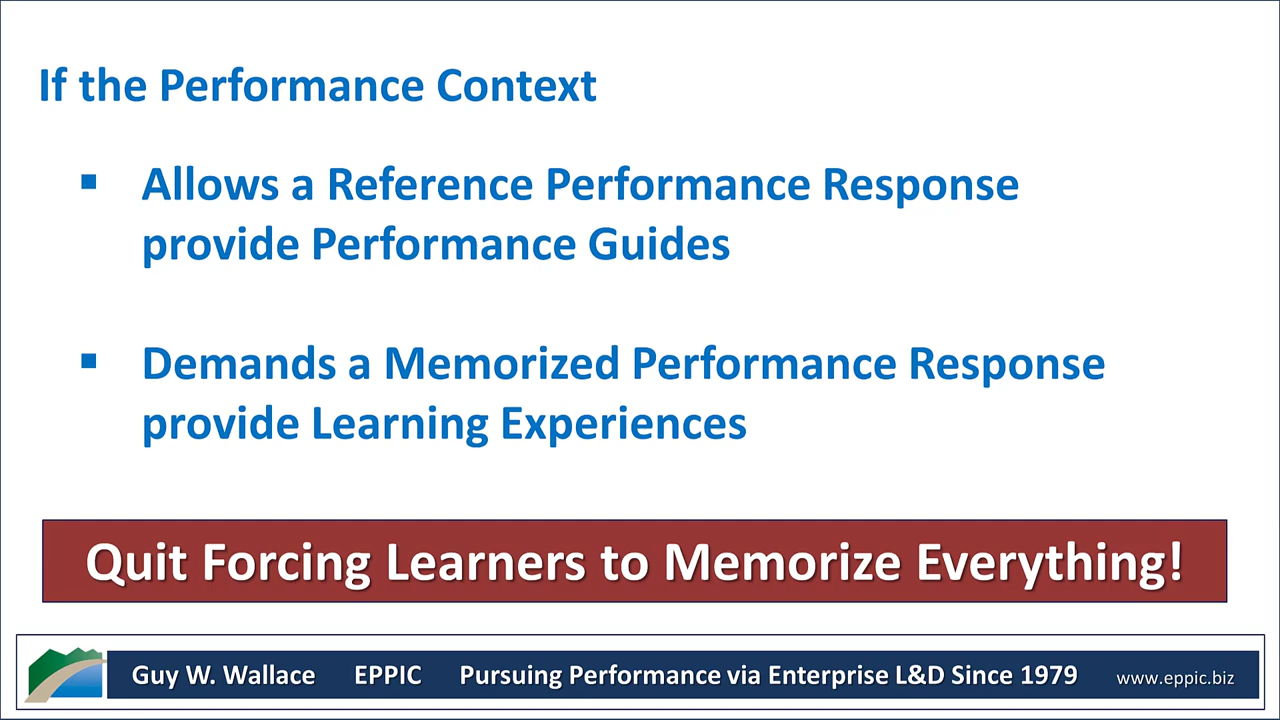 If the Performance Context
▪ Allows a Reference Performance Response
provide Performance Guides
▪ Demands a Memorized Performance Response
provide Learning Experiences
Quit Forcing Learners to Memorize Everything!
Guy W. Wallace EPPIC Pursuing Performance via Enterprise L&D Since 1979 www.eppic.biz